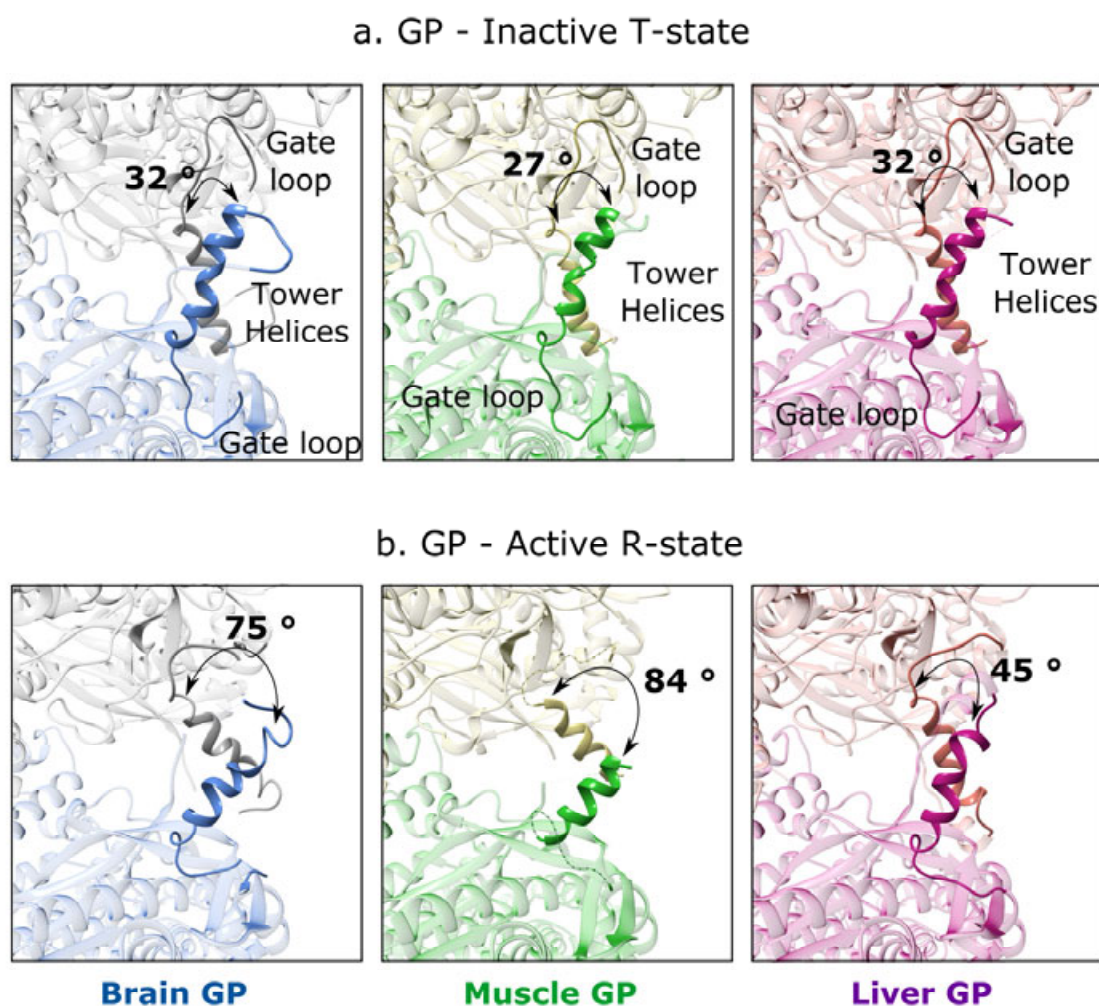 a. GP - Inactive T-state
Gate
loop
32 °
Tower
Helices
Gate loop
Gate
loop
27 °
Tower
Helices
Gate loop
Gate
loop
32 °
Tower
Helices
Gate loop
b. GP - Active R-state
75 °
84 °
45 °
Brain GP
Muscle GP
Liver GP